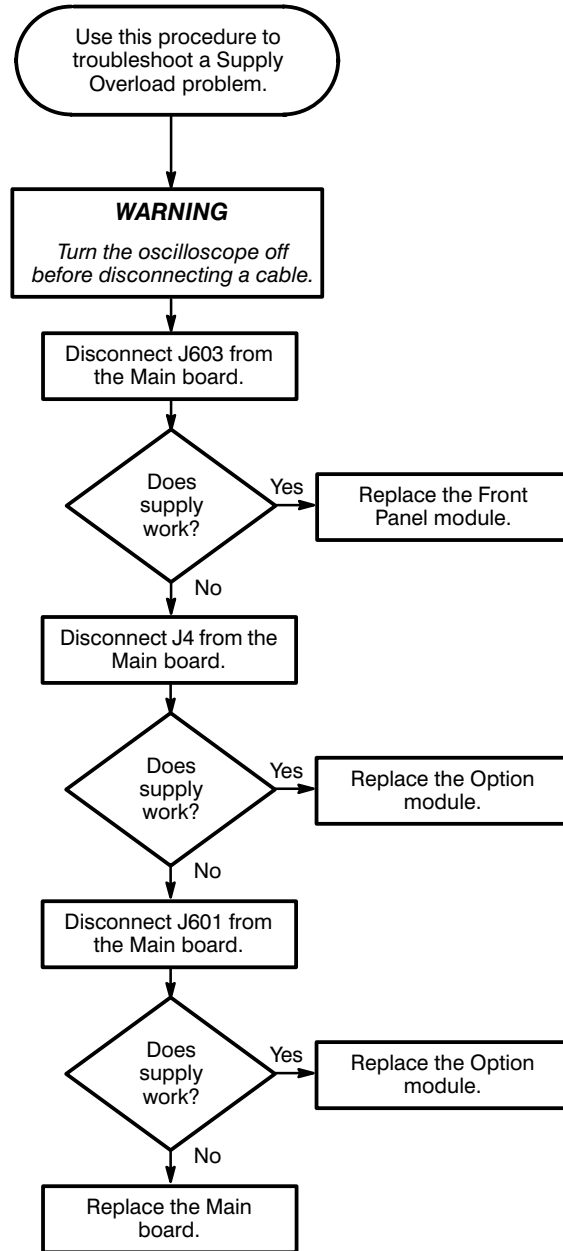 Use this procedure to
troubleshoot a Supply
Overload problem.
WARNING
Turn the oscilloscope off
before disconnecting a cable.
Disconnect J603 from
the Main board.
Does
supply
work?
Yes
Replace the Front
Panel module.
No
Disconnect J4 from the
Main board.
Does
supply
work?
Yes
Replace the Option
module.
No
Disconnect J601 from
the Main board.
Does
supply
work?
Yes
Replace the Option
module.
No
Replace the Main
board.